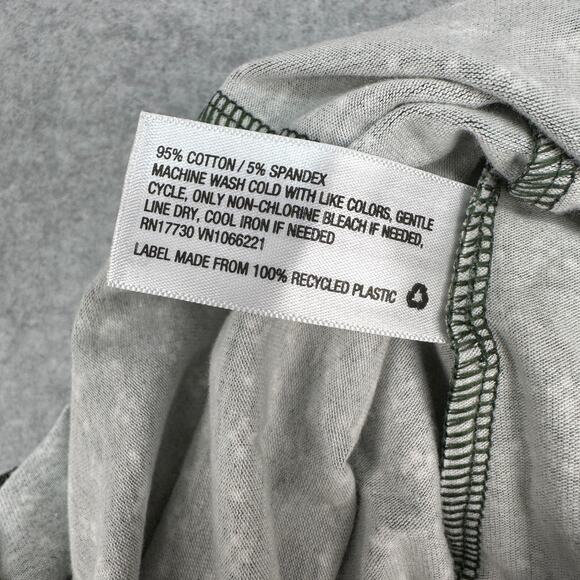 95% COTTON / 5% SPANDEX
MACHINE WASH COLD WITH LIKE COLORS, GENTLE
CYCLE, ONLY NON-CHLORINE BLEACH IF NEEDED,
LINE DRY, COOL IRON IF NEEDED
RN17730 VN1066221
LABEL MADE FROM 100% RECYCLED PLASTIC